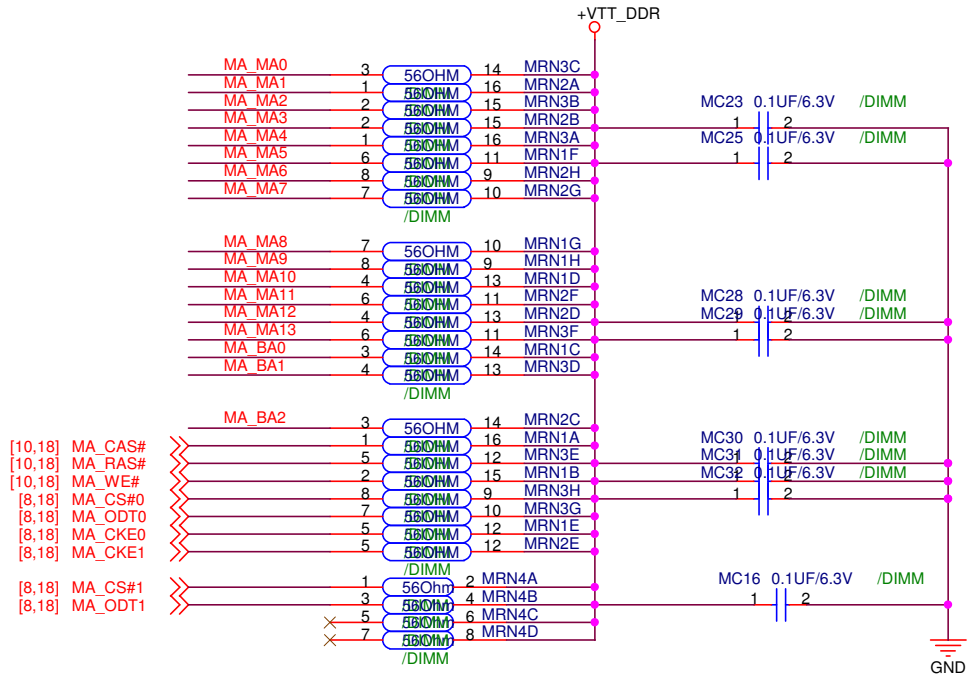 +VTT_DDR
MA_MA0 3 56OHM 14 MRN3C
MA_MA1 1 56OHM 16 MRN2A
MA_MA2 2 56OHM 15 MRN3B
MA_MA3 2 56OHM 15 MRN2B
MA_MA4 1 56OHM 16 MRN3A
MA_MA5 6 56OHM 11 MRN1F
MA_MA6 8 56OHM 9 MRN2H
MA_MA7 7 56OHM 10 MRN2G
/DIMM
MC23 0.1UF/6.3V /DIMM
1 2
MC25 0.1UF/6.3V /DIMM
1 2
MA_MA8 7 56OHM 10 MRN1G
MA_MA9 8 56OHM 9 MRN1H
MA_MA10 4 56OHM 13 MRN1D
MA_MA11 6 56OHM 11 MRN2F
MA_MA12 4 56OHM 13 MRN2D
MA_MA13 6 56OHM 11 MRN3F
MA_BA0 3 56OHM 14 MRN1C
MA_BA1 4 56OHM 13 MRN3D
/DIMM
MC28 0.1UF/6.3V /DIMM
1 2
MC29 0.1UF/6.3V /DIMM
1 2
MA_BA2 3 56OHM 14 MRN2C
[10,18] MA_CAS# 1 56OHM 16 MRN1A
[10,18] MA_RAS# 5 56OHM 12 MRN3E
[10,18] MA_WE# 2 56OHM 15 MRN1B
[8,18] MA_CS#0 8 56OHM 9 MRN3H
[8,18] MA_ODT0 7 56OHM 10 MRN3G
[8,18] MA_CKE0 5 56OHM 12 MRN1E
[8,18] MA_CKE1 5 56OHM 12 MRN2E
/DIMM
MC30 0.1UF/6.3V /DIMM
1 2
MC31 0.1UF/6.3V /DIMM
1 2
MC32 0.1UF/6.3V /DIMM
1 2
[8,18] MA_CS#1 1 56Ohm 2 MRN4A
[8,18] MA_ODT1 3 56Ohm 4 MRN4B
5 56Ohm 6 MRN4C
7 56Ohm 8 MRN4D
/DIMM
MC16 0.1UF/6.3V /DIMM
1 2
GND